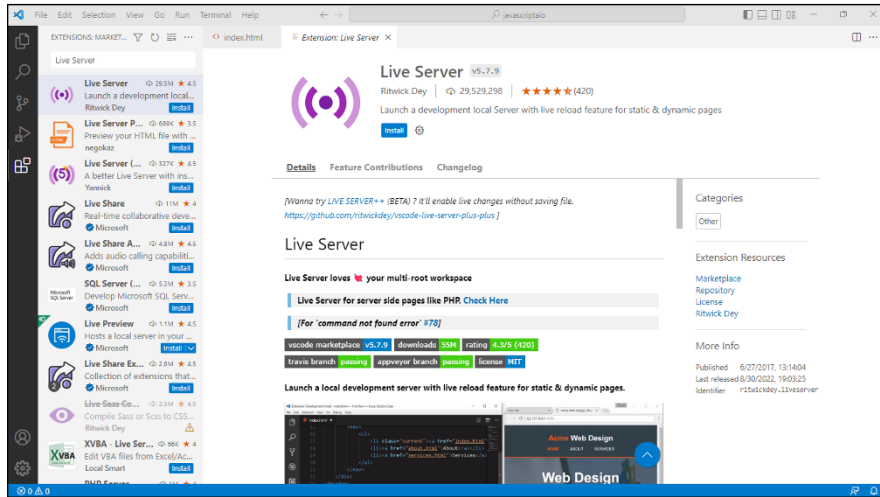 File Edit Selection View Go Run Terminal Help
javascriptaio
EXTENSIONS: MARKET...
Live Server
Live Server 29.5M 4.5
Launch a development local...
Ritwick Dey Install
Live Server P... 689K 3.5
Preview your HTML file with ...
negokaz Install
Live Server (... 327K 4.5
A better Live Server with ins...
Yannick Install
Live Share 11M 4
Real-time collaborative deve...
Microsoft Install
Live Share A... 4.8M 4.5
Adds audio calling capabiliti...
Microsoft Install
Microsoft
SQL Server
SQL Server (... 5.3M 3.5
Develop Microsoft SQL Serv...
Microsoft Install
Live Preview 1.1M 4.5
Hosts a local server in your ...
Microsoft Install
Live Share Ex... 2.6M 4.5
Collection of extensions that...
Microsoft Install
Live Sass Co... 4.5
Compile Sass or Scss to CSS...
Ritwick Dey
XVBA
XVBA - Live Ser... 66K 4
Edit VBA files from Excel/Ac...
Local Smart Install
index.html
Extension: Live Server
Live Server v5.7.9
Ritwick Dey 29,529,298 (420)
Launch a development local Server with live reload feature for static & dynamic pages
Install
Details Feature Contributions Changelog
[Wanna try LIVE SERVER++ (BETA) ? It'll enable live changes without saving file.
https://github.com/ritwickdey/vscode-live-server-plus-plus ]
Live Server
Live Server loves 💘 your multi-root workspace
Live Server for server side pages like PHP. Check Here
[For 'command not found error' #78]
vscode marketplace v5.7.9 downloads 55M rating 4.3/5 (420)
travis branch passing appveyor branch passing license MIT
Launch a local development server with live reload feature for static & dynamic pages.
Acme Web Design
HOME ABOUT SERVICES
Web Design
Categories
Other
Extension Resources
Marketplace
Repository
License
Ritwick Dey
More Info
Published 6/27/2017, 13:14:04
Last released 8/30/2022, 19:03:25
Identifier ritwickdey.liveserver
0 0